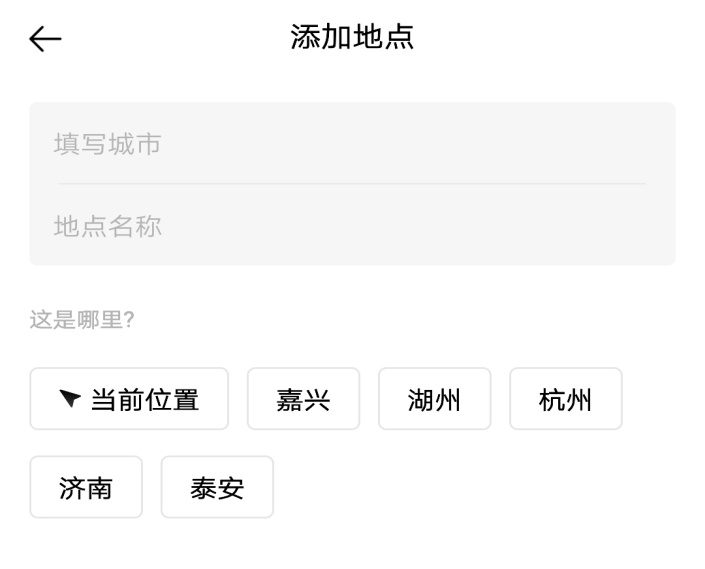 添加地点
填写城市
地点名称
这是哪里?
当前位置 嘉兴 湖州 杭州
济南 泰安